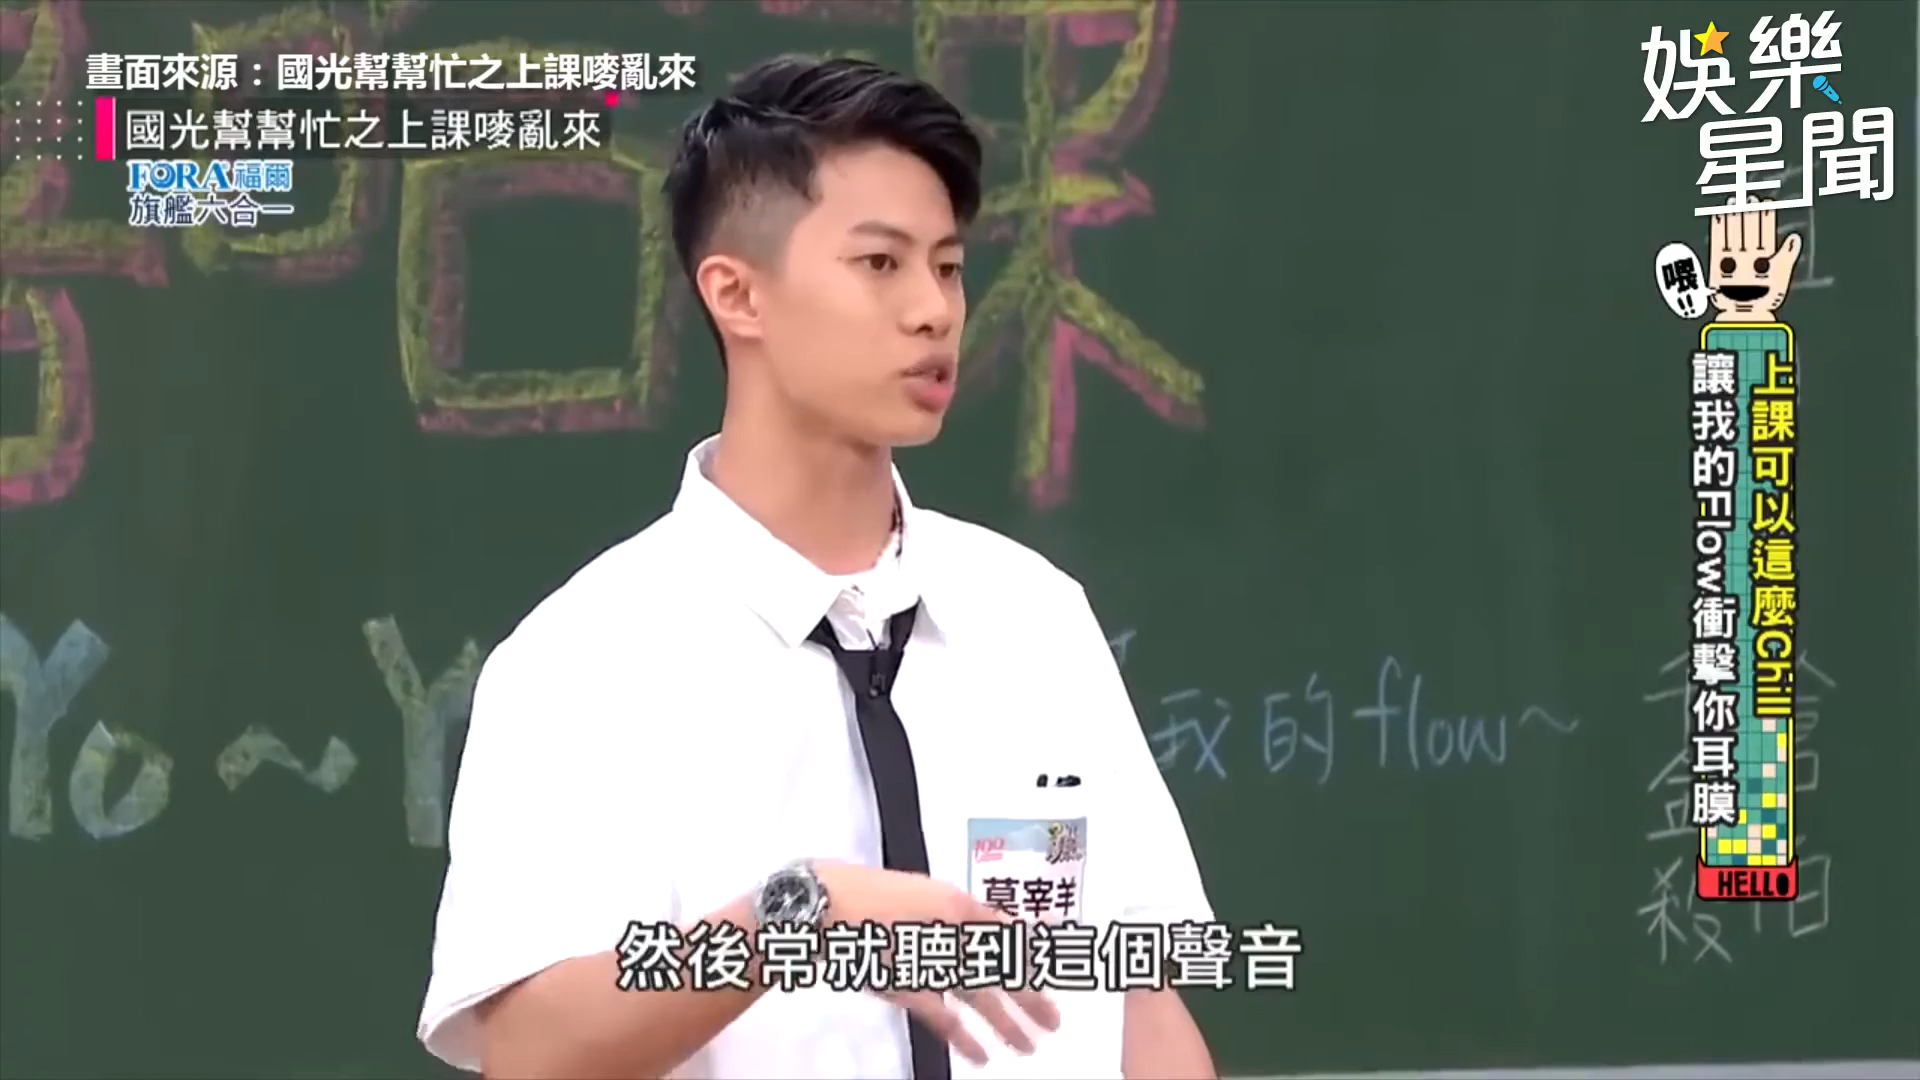 畫面來源：國光幫幫忙之上課嘜亂來
國光幫幫忙之上課嘜亂來
FORA福爾
旗艦六合一
娛樂
星聞
喂!!
上課可以這麼Chill
讓我的Flow衝擊你耳膜
HELLO
Yo~Y
我的flow~
莫宰羊
然後常就聽到這個聲音